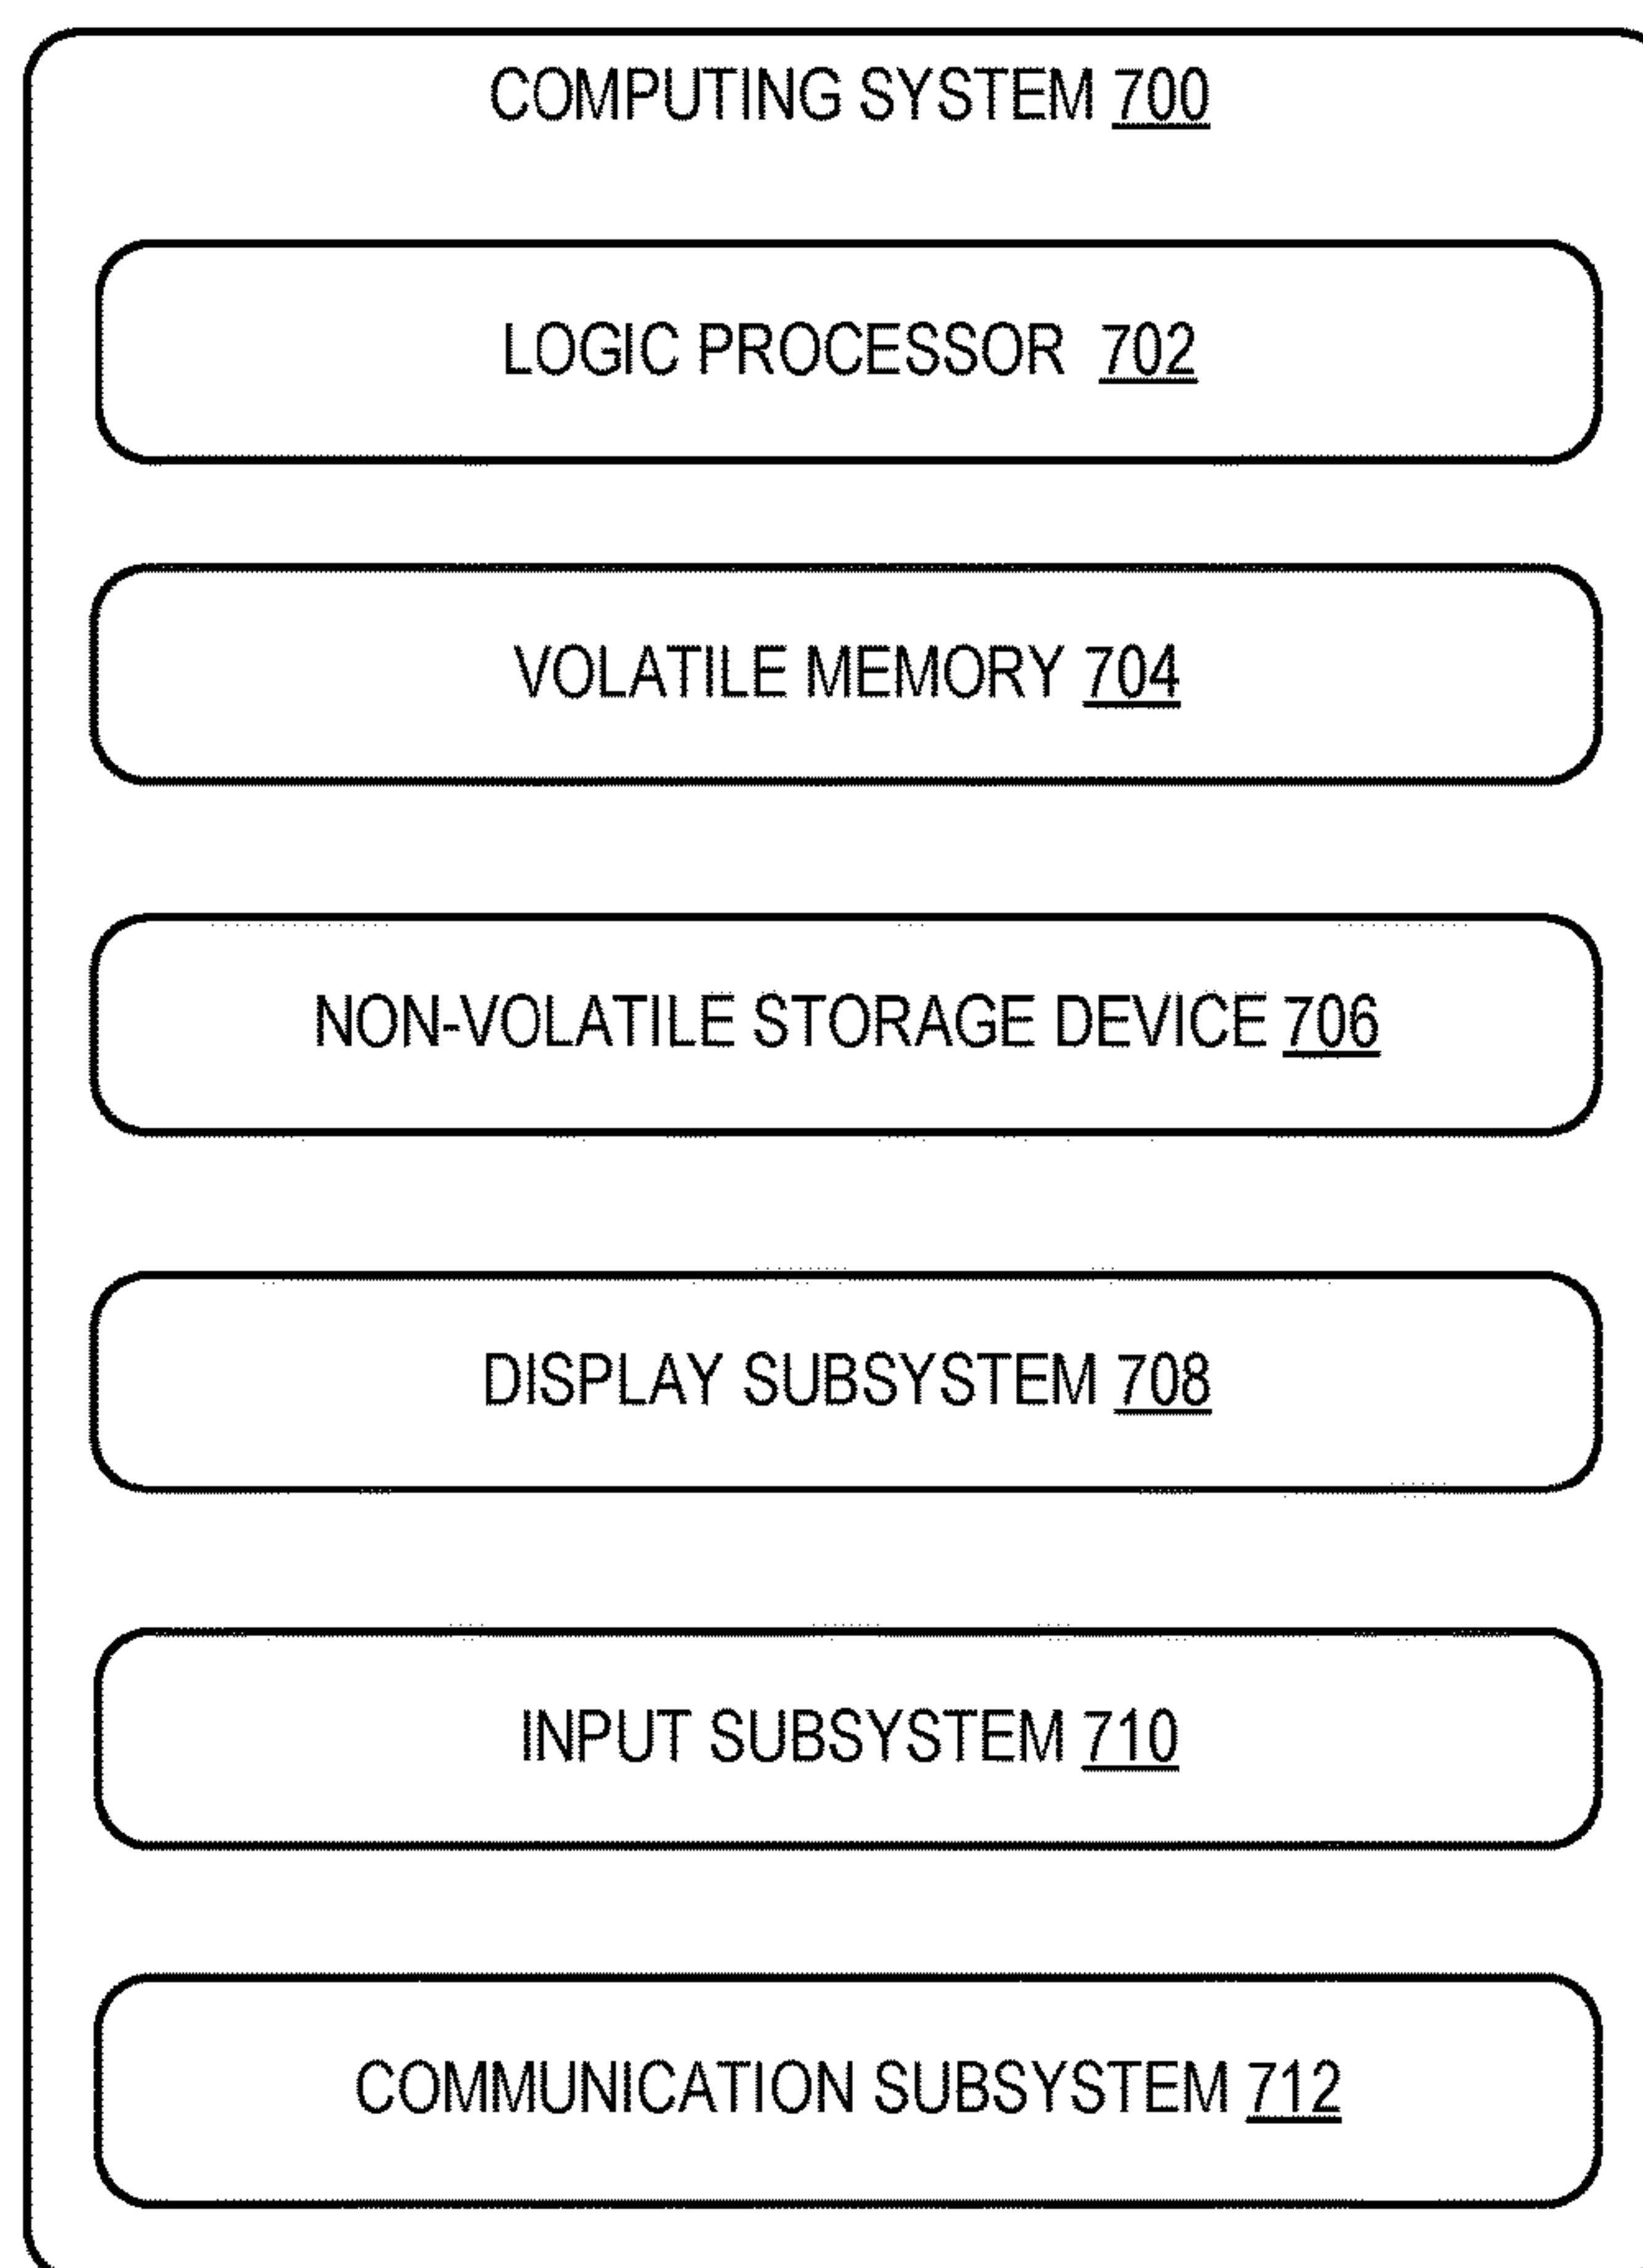 COMPUTING SYSTEM 700
LOGIC PROCESSOR 702
VOLATILE MEMORY 704
NON-VOLATILE STORAGE DEVICE 706
DISPLAY SUBSYSTEM 708
INPUT SUBSYSTEM 710
COMMUNICATION SUBSYSTEM 712